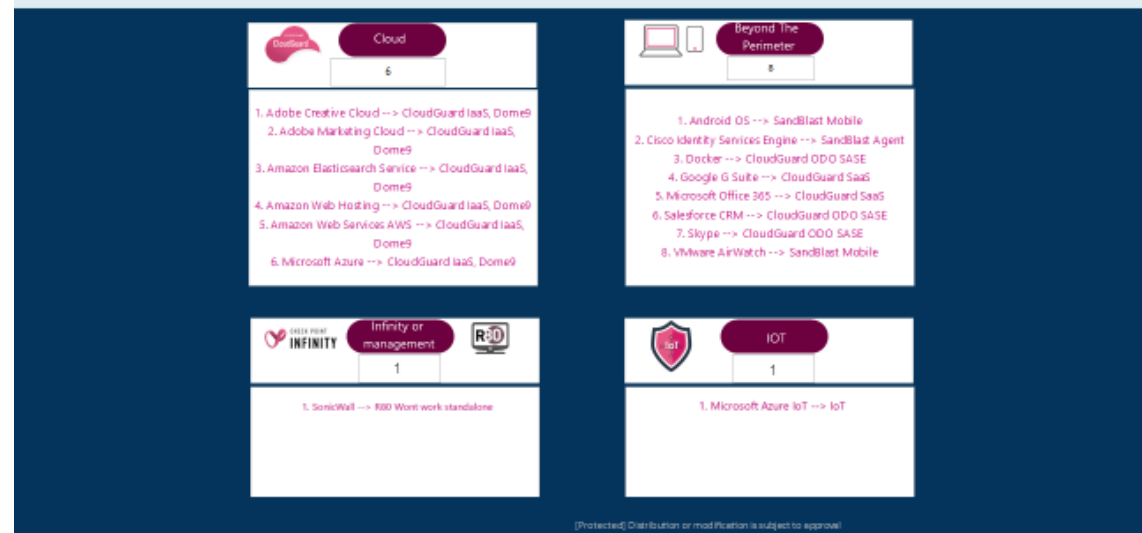 CloudGuard
Cloud
6
1. Adobe Creative Cloud --> CloudGuard IaaS, Dome9
2. Adobe Marketing Cloud --> CloudGuard IaaS,
Dome9
3. Amazon Elasticsearch Service --> CloudGuard IaaS,
Dome9
4. Amazon Web Hosting --> CloudGuard IaaS, Dome9
5. Amazon Web Services AWS --> CloudGuard IaaS,
Dome9
6. Microsoft Azure --> CloudGuard IaaS, Dome9
Beyond The
Perimeter
8
1. Android OS --> SandBlast Mobile
2. Cisco Identity Services Engine --> SandBlast Agent
3. Docker --> CloudGuard ODO SASE
4. Google G Suite --> CloudGuard SaaS
5. Microsoft Office 365 --> CloudGuard SaaS
6. Salesforce CRM --> CloudGuard ODO SASE
7. Skype --> CloudGuard ODO SASE
8. VMware AirWatch --> SandBlast Mobile
CHECK POINT
INFINITY
Infinity or
management
R80
1
1. SonicWall --> R80 Wont work standalone
IoT
IOT
1
1. Microsoft Azure IoT --> IoT
[Protected] Distribution or modification is subject to approval